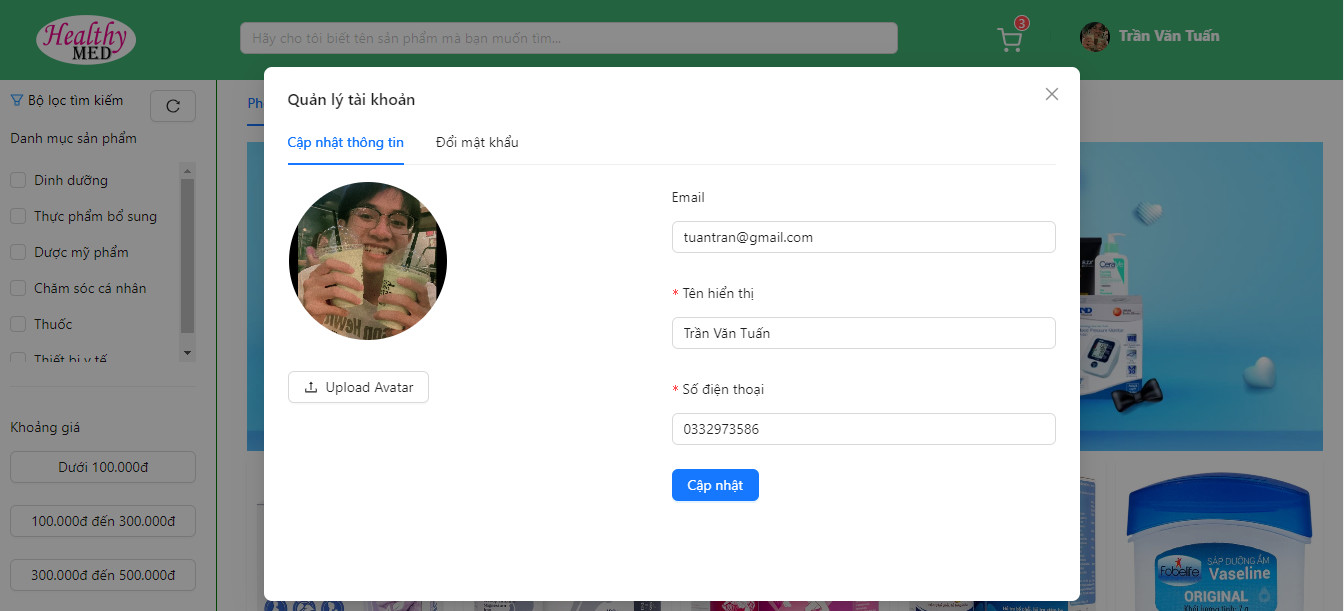 Healthy
MED
Hãy cho tôi biết tên sản phẩm mà bạn muốn tìm...
3
Trần Văn Tuấn
Bộ lọc tìm kiếm
Danh mục sản phẩm
Dinh dưỡng
Thực phẩm bổ sung
Dược mỹ phẩm
Chăm sóc cá nhân
Thuốc
Thiết bị y tế
Khoảng giá
Dưới 100.000đ
100.000đ đến 300.000đ
300.000đ đến 500.000đ
Ph
Quản lý tài khoản
Cập nhật thông tin
Đổi mật khẩu
Upload Avatar
Email
tuantran@gmail.com
* Tên hiển thị
Trần Văn Tuấn
* Số điện thoại
0332973586
Cập nhật
Fobelife
SÁP DƯỠNG ẨM
Vaseline
ORIGINAL